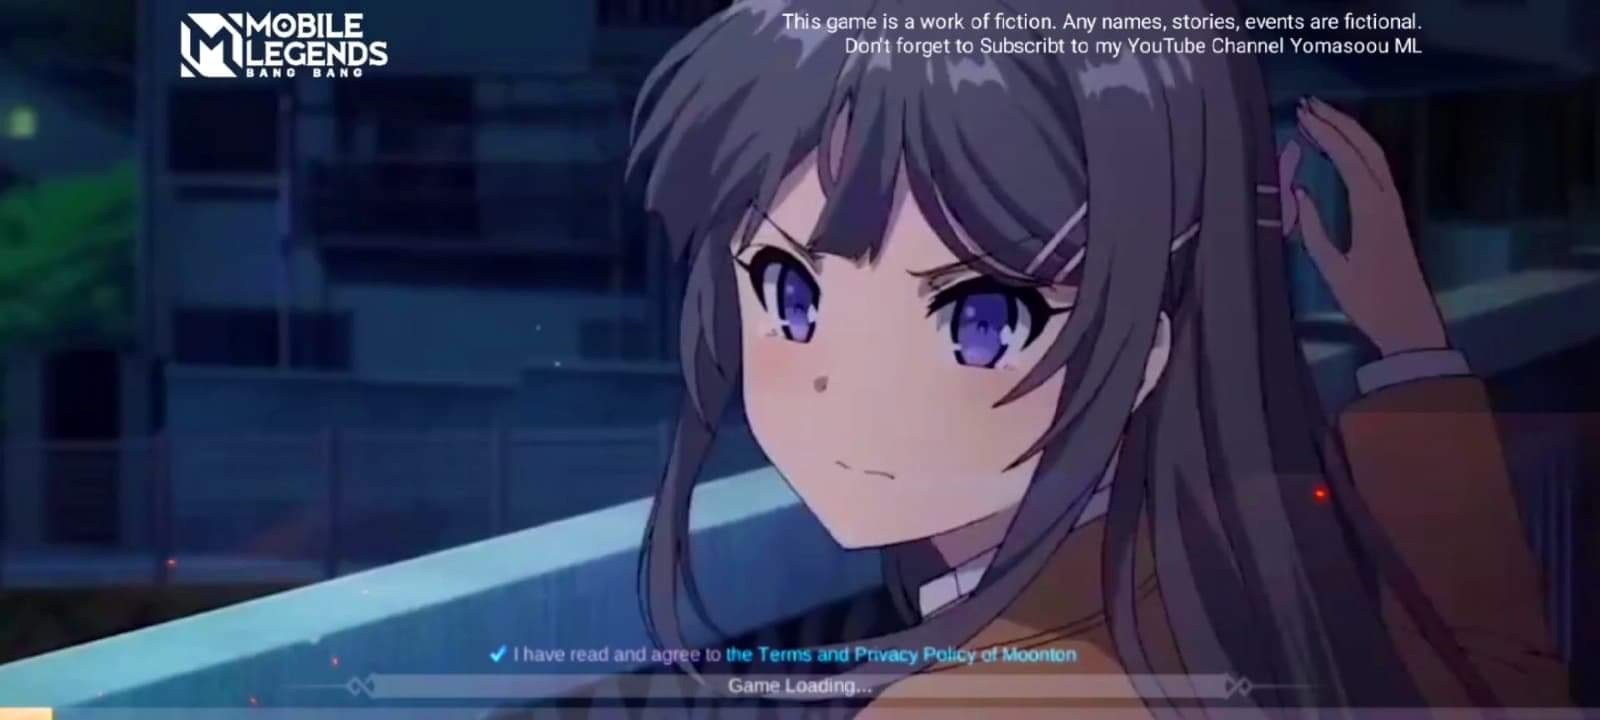 MOBILE
LEGENDS
BANG BANG
This game is a work of fiction. Any names, stories, events are fictional.
Don't forget to Subscribt to my YouTube Channel Yomasoou ML
I have read and agree to the Terms and Privacy Policy of Moonton
Game Loading...